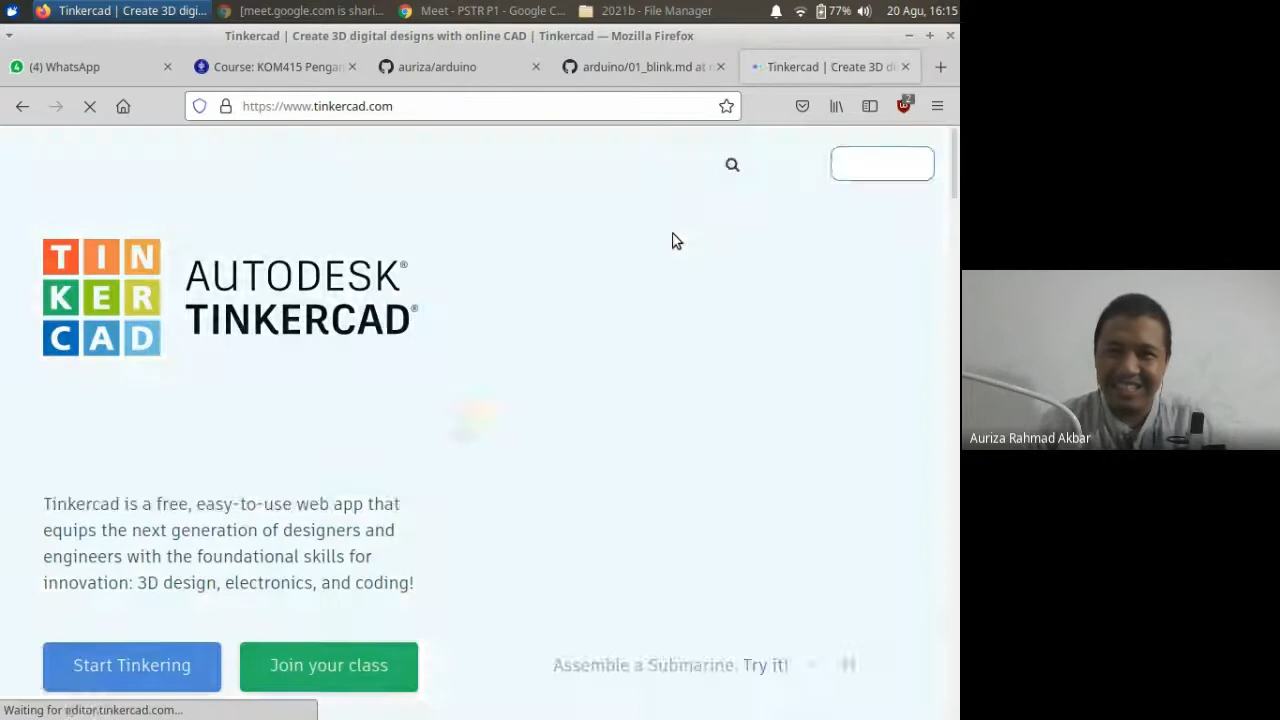 Tinkercad | Create 3D digi...
[meet.google.com is shari...
Meet - PSTR P1 - Google C...
2021b - File Manager
77%
20 Agu, 16:15
Tinkercad | Create 3D digital designs with online CAD | Tinkercad — Mozilla Firefox
(4) WhatsApp
Course: KOM415 Pengan
auriza/arduino
arduino/01_blink.md at
Tinkercad | Create 3D d
https://www.tinkercad.com
2
TIN
KER
CAD
AUTODESK®
TINKERCAD®
Tinkercad is a free, easy-to-use web app that
equips the next generation of designers and
engineers with the foundational skills for
innovation: 3D design, electronics, and coding!
Start Tinkering
Join your class
Assemble a Submarine. Try it!
Waiting for editor.tinkercad.com...
Auriza Rahmad Akbar